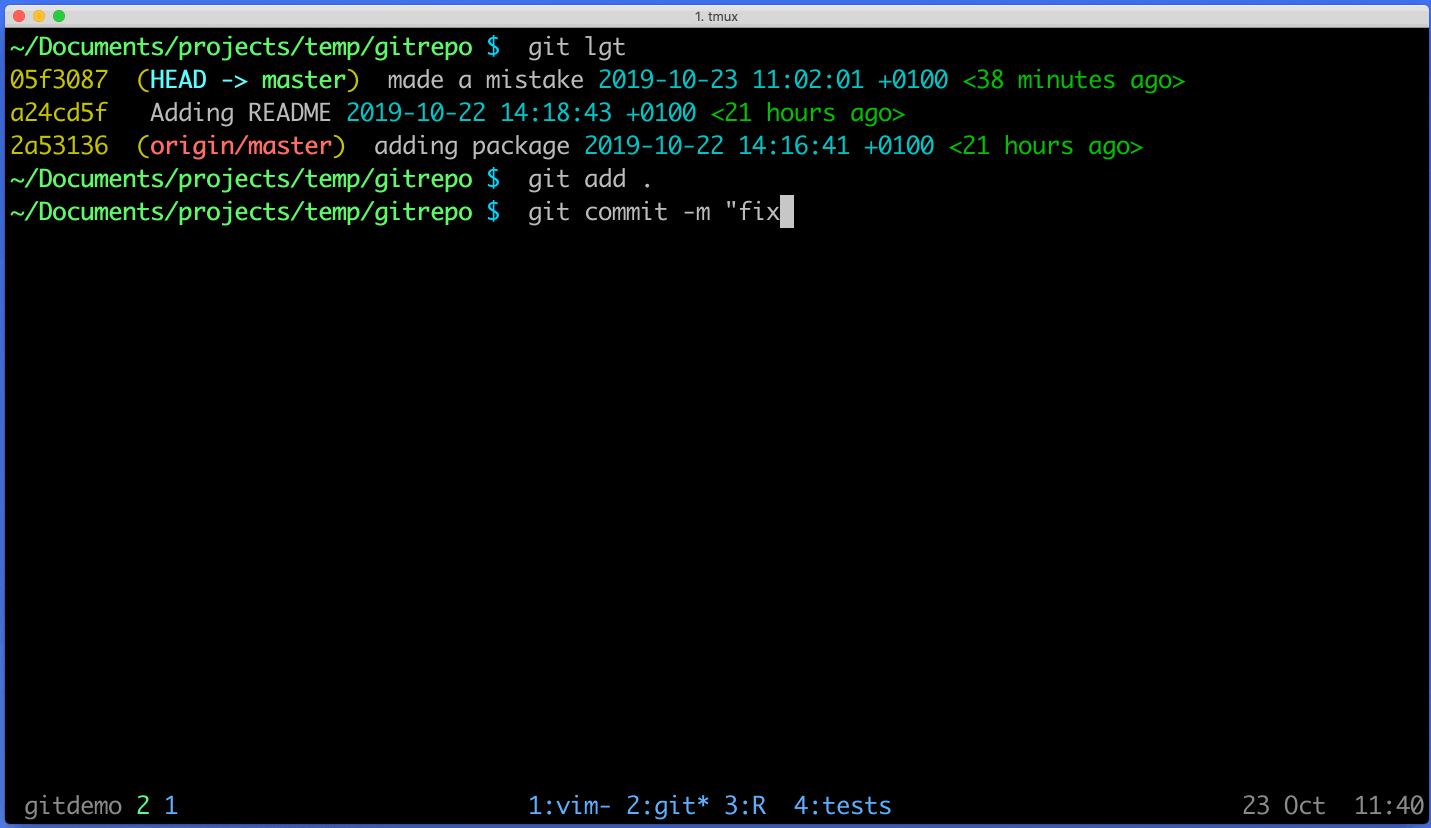 1. tmux
~/Documents/projects/temp/gitrepo $  git lgt
05f3087  (HEAD -> master)  made a mistake 2019-10-23 11:02:01 +0100 <38 minutes ago>
a24cd5f   Adding README 2019-10-22 14:18:43 +0100 <21 hours ago>
2a53136  (origin/master)  adding package 2019-10-22 14:16:41 +0100 <21 hours ago>
~/Documents/projects/temp/gitrepo $  git add .
~/Documents/projects/temp/gitrepo $  git commit -m "fix
gitdemo 2 1 1:vim- 2:git* 3:R  4:tests 23 Oct  11:40